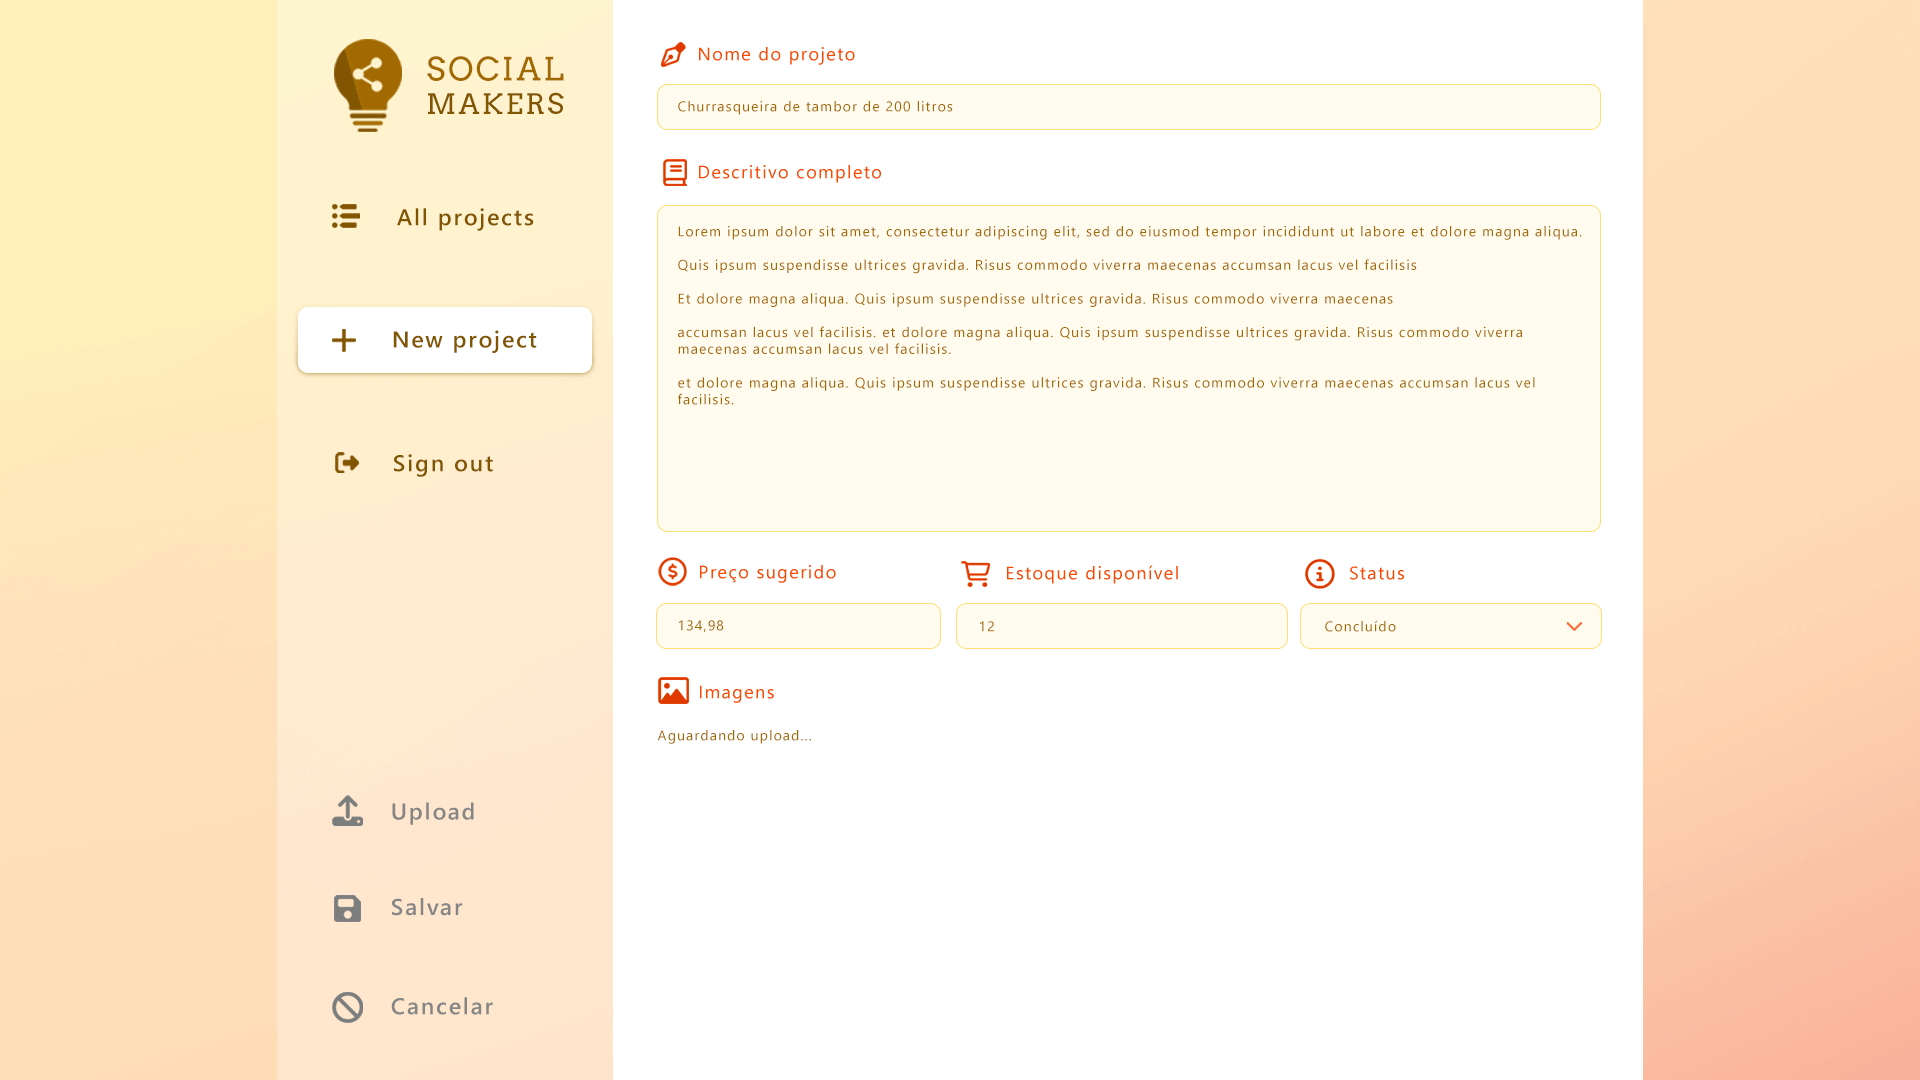 SOCIAL
MAKERS
All projects
New project
Sign out
Upload
Salvar
Cancelar
Nome do projeto
Churrasqueira de tambor de 200 litros
Descritivo completo
Lorem ipsum dolor sit amet, consectetur adipiscing elit, sed do eiusmod tempor incididunt ut labore et dolore magna aliqua.
Quis ipsum suspendisse ultrices gravida. Risus commodo viverra maecenas accumsan lacus vel facilisis
Et dolore magna aliqua. Quis ipsum suspendisse ultrices gravida. Risus commodo viverra maecenas
accumsan lacus vel facilisis. et dolore magna aliqua. Quis ipsum suspendisse ultrices gravida. Risus commodo viverra
maecenas accumsan lacus vel facilisis.
et dolore magna aliqua. Quis ipsum suspendisse ultrices gravida. Risus commodo viverra maecenas accumsan lacus vel
facilisis.
Preço sugerido
134,98
Estoque disponível
12
Status
Concluído
Imagens
Aguardando upload...